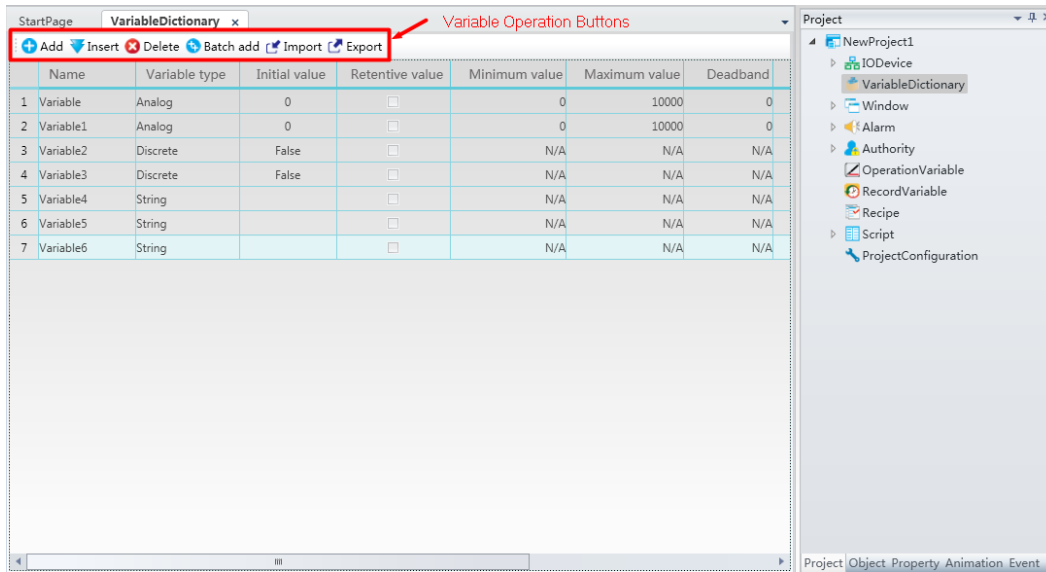 StartPage VariableDictionary x
Variable Operation Buttons
Add Insert Delete Batch add Import Export
Name Variable type Initial value Retentive value Minimum value Maximum value Deadband
1 Variable Analog 0 0 10000 0
2 Variable1 Analog 0 0 10000 0
3 Variable2 Discrete False N/A N/A N/A
4 Variable3 Discrete False N/A N/A N/A
5 Variable4 String N/A N/A N/A
6 Variable5 String N/A N/A N/A
7 Variable6 String N/A N/A N/A
Project
NewProject1
IODevice
VariableDictionary
Window
Alarm
Authority
OperationVariable
RecordVariable
Recipe
Script
ProjectConfiguration
Project Object Property Animation Event